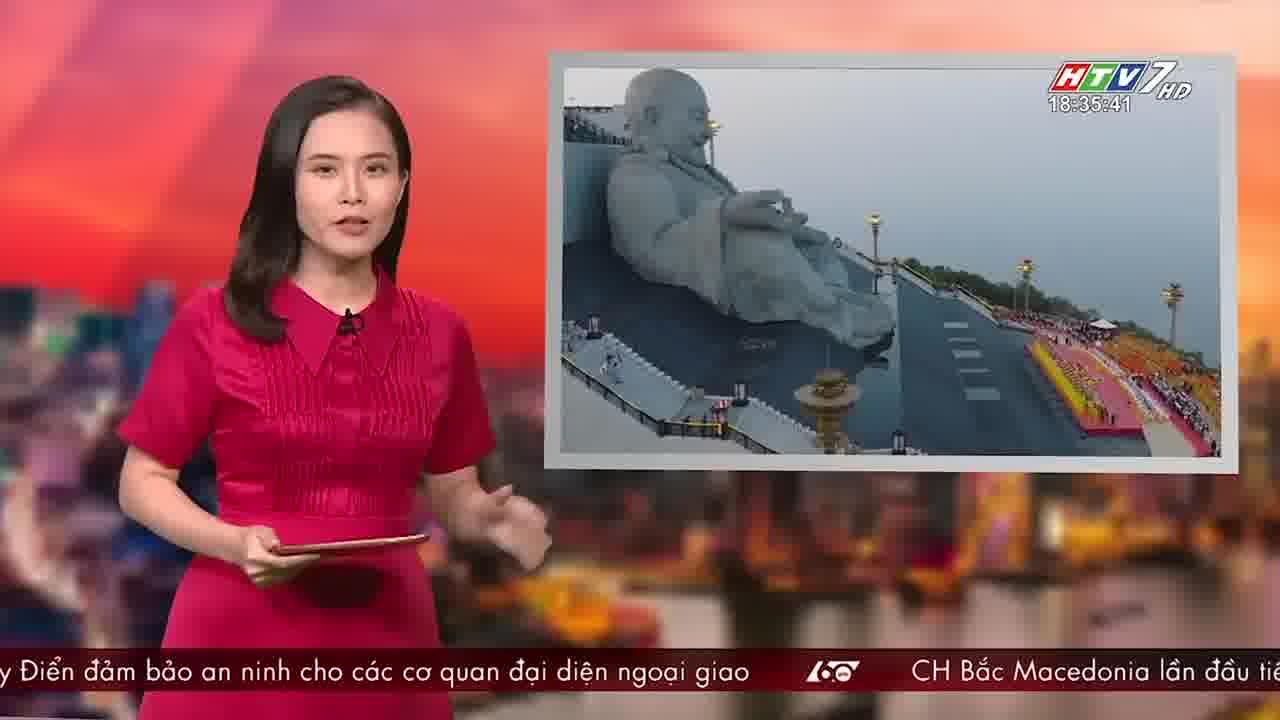 HTV7 HD
18:35:41
y Điển đảm bảo an ninh cho các cơ quan đại diện ngoại giao
CH Bắc Macedonia lần đầu tiê